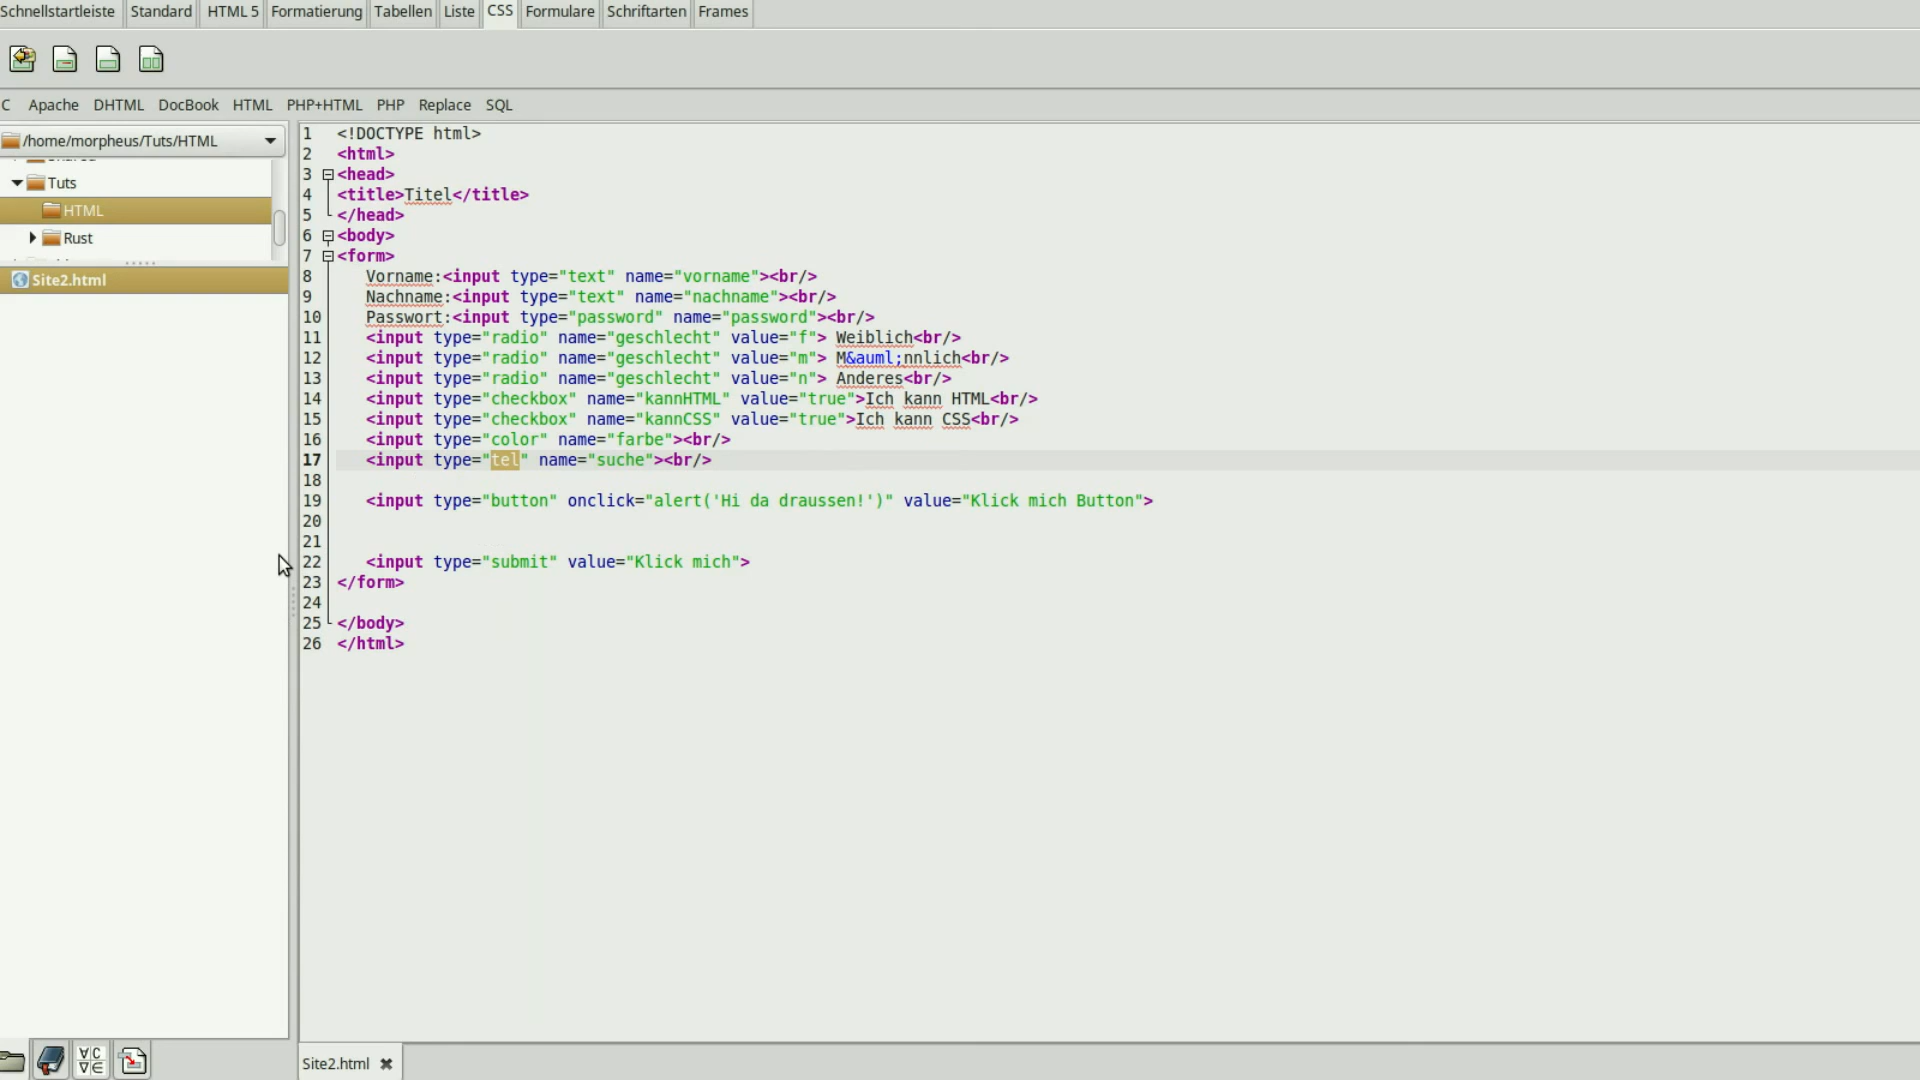 Schnellstartleiste Standard HTML 5 Formatierung Tabellen Liste CSS Formulare Schriftarten Frames
C Apache DHTML DocBook HTML PHP+HTML PHP Replace SQL
/home/morpheus/Tuts/HTML
Tuts
HTML
Rust
Site2.html
1 <!DOCTYPE html>
2 <html>
3 <head>
4 <title>Titel</title>
5 </head>
6 <body>
7 <form>
8 Vorname:<input type="text" name="vorname"><br/>
9 Nachname:<input type="text" name="nachname"><br/>
10 Passwort:<input type="password" name="password"><br/>
11 <input type="radio" name="geschlecht" value="f"> Weiblich<br/>
12 <input type="radio" name="geschlecht" value="m"> M&auml;nnlich<br/>
13 <input type="radio" name="geschlecht" value="n"> Anderes<br/>
14 <input type="checkbox" name="kannHTML" value="true">Ich kann HTML<br/>
15 <input type="checkbox" name="kannCSS" value="true">Ich kann CSS<br/>
16 <input type="color" name="farbe"><br/>
17 <input type="tel" name="suche"><br/>
18
19 <input type="button" onclick="alert('Hi da draussen!')" value="Klick mich Button">
20
21
22 <input type="submit" value="Klick mich">
23 </form>
24
25 </body>
26 </html>
Site2.html